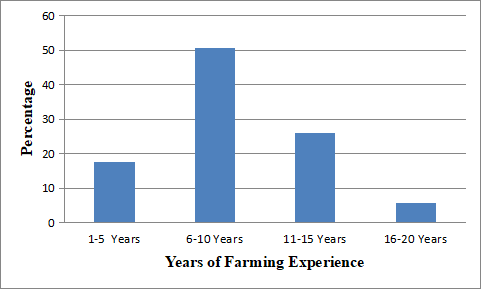 60
50
40
30
20
10
0
Percentage
1-5 Years
6-10 Years
11-15 Years
16-20 Years
Years of Farming Experience